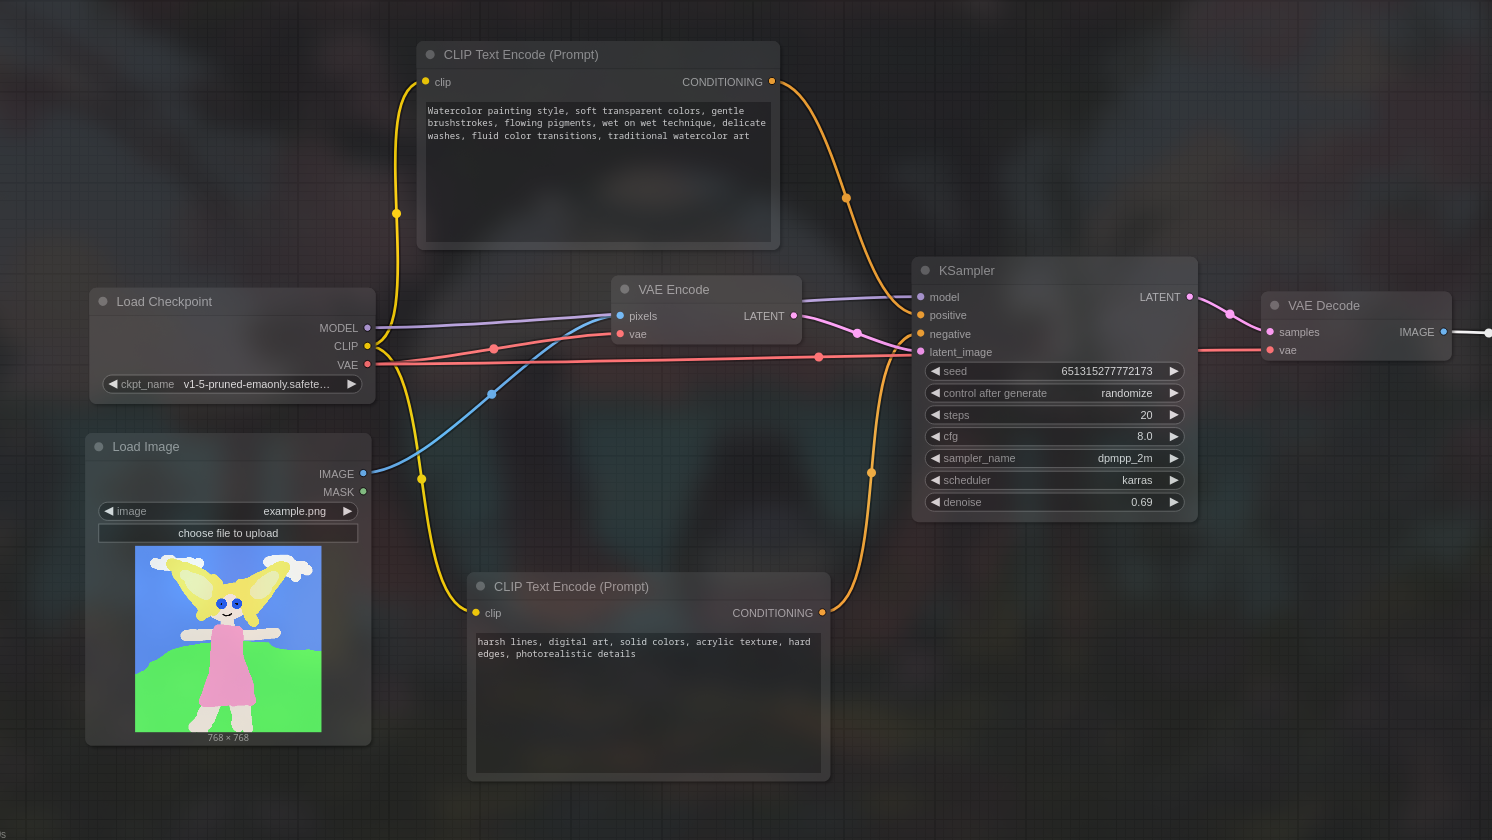 CLIP Text Encode (Prompt)
clip CONDITIONING
Watercolor painting style, soft transparent colors, gentle
brushstrokes, flowing pigments, wet on wet technique, delicate
washes, fluid color transitions, traditional watercolor art
Load Checkpoint
MODEL
CLIP
VAE
ckpt_name v1-5-pruned-emaonly.safete…
VAE Encode
pixels LATENT
vae
KSampler
model LATENT
positive
negative
latent_image
seed 651315277772173
control after generate randomize
steps 20
cfg 8.0
sampler_name dpmpp_2m
scheduler karras
denoise 0.69
VAE Decode
samples IMAGE
vae
Load Image
IMAGE
MASK
image example.png
choose file to upload
768 × 768
CLIP Text Encode (Prompt)
clip CONDITIONING
harsh lines, digital art, solid colors, acrylic texture, hard
edges, photorealistic details